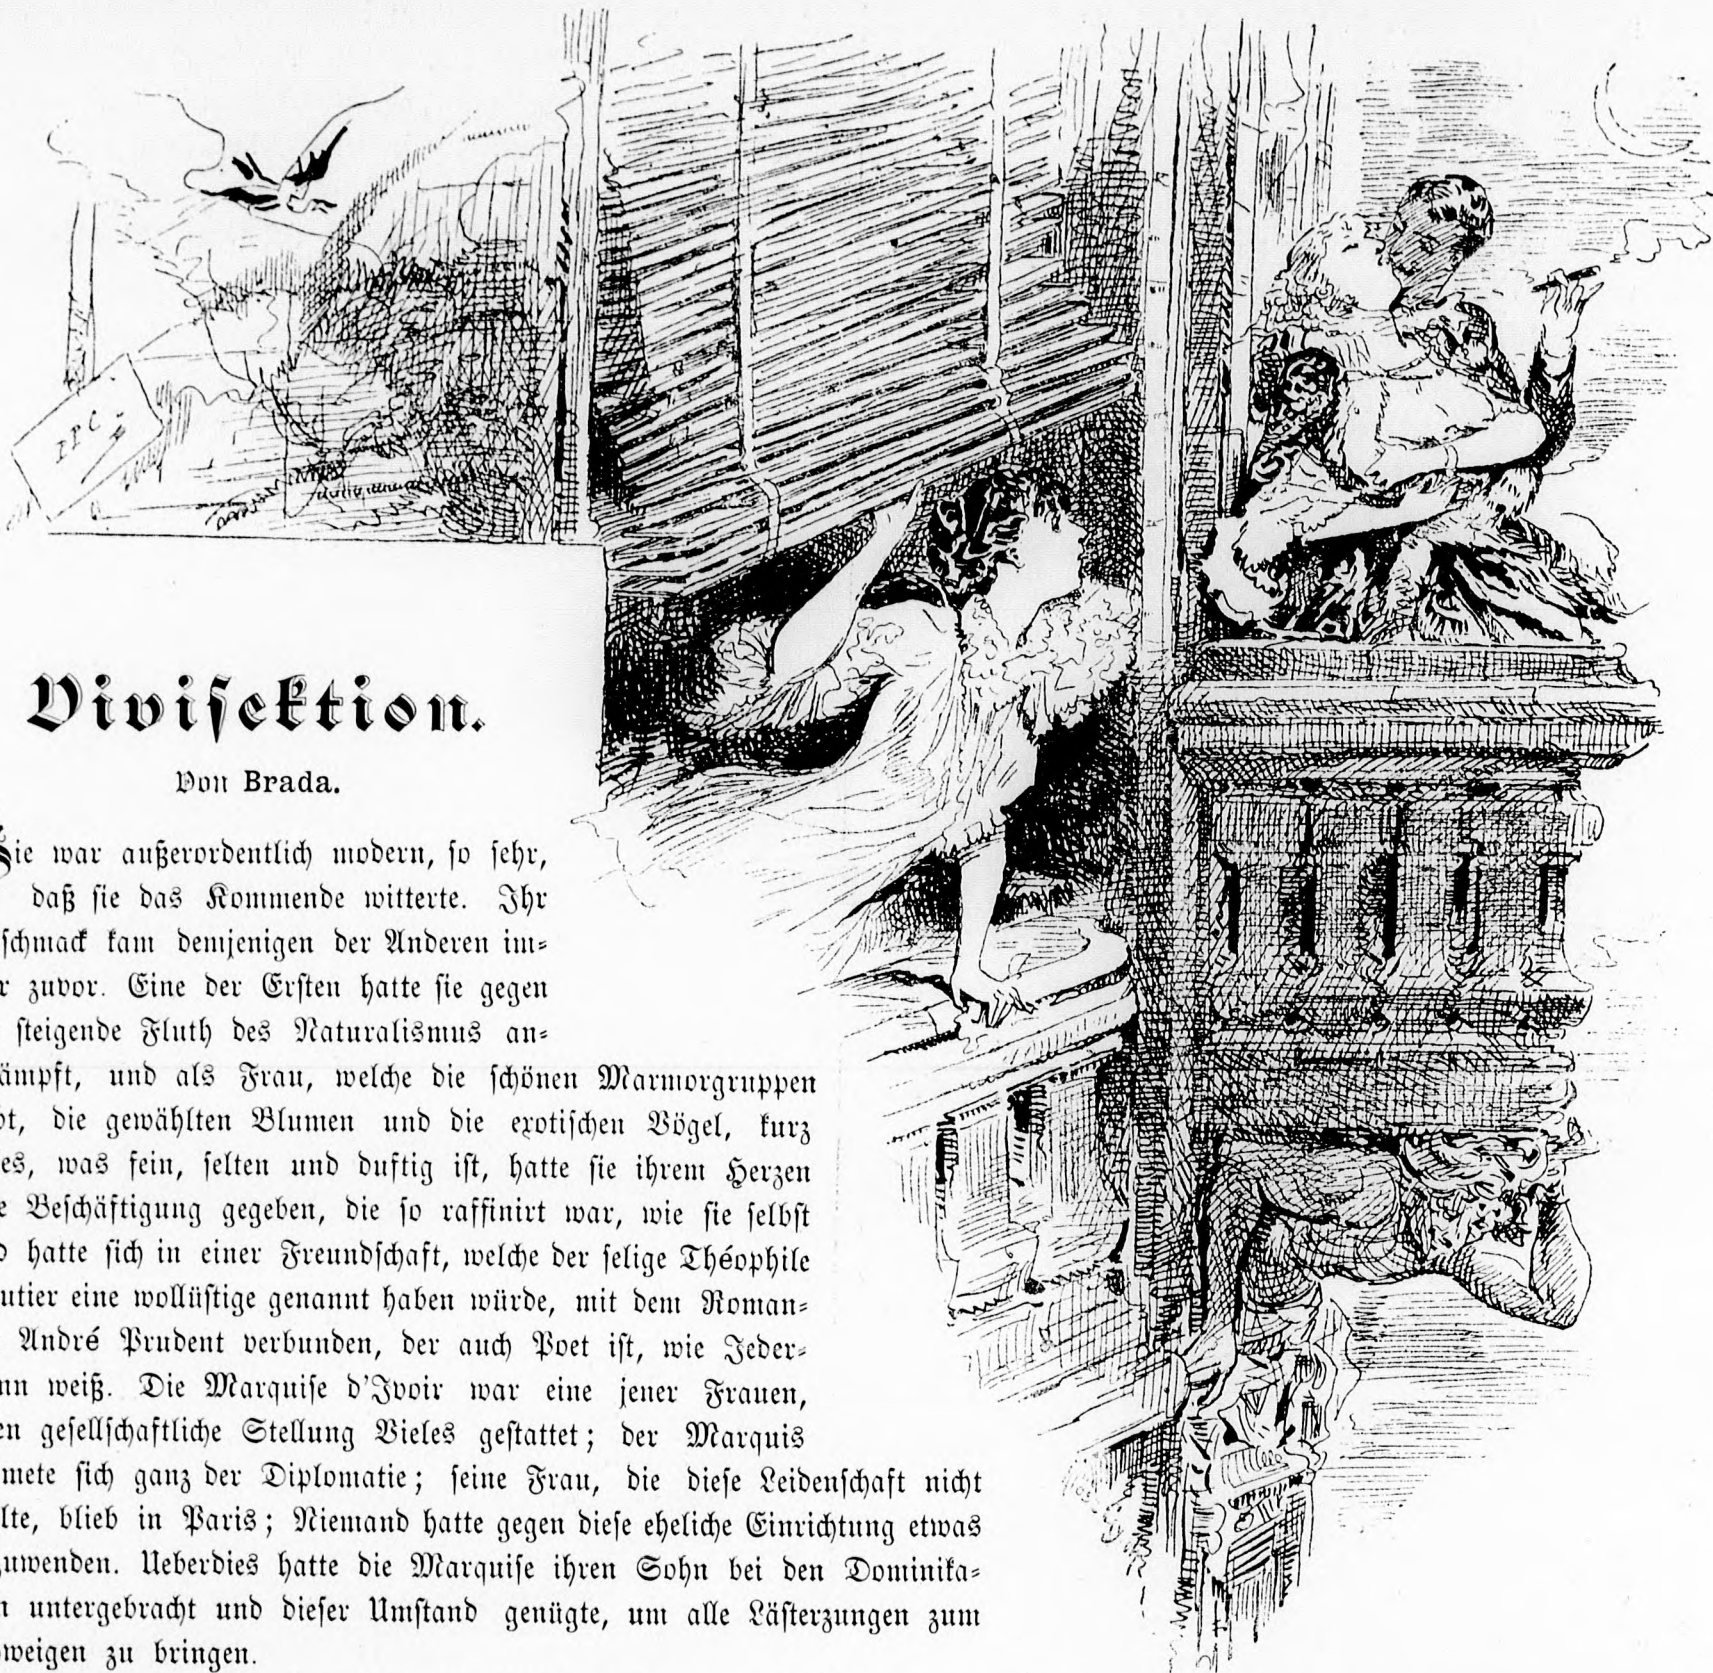 P P C
Vivisektion.
Von Brada.
Sie war außerordentlich modern, so sehr,
daß sie das Kommende witterte. Ihr
schmack kam demjenigen der Anderen im=
r zuvor. Eine der Ersten hatte sie gegen
steigende Fluth des Naturalismus an=
ämpft, und als Frau, welche die schönen Marmorgruppen
bt, die gewählten Blumen und die exotischen Vögel, kurz
es, was fein, selten und duftig ist, hatte sie ihrem Herzen
e Beschäftigung gegeben, die so raffinirt war, wie sie selbst
d hatte sich in einer Freundschaft, welche der selige Théophile
utier eine wollüstige genannt haben würde, mit dem Roman=
André Prudent verbunden, der auch Poet ist, wie Jeder=
nn weiß. Die Marquise d'Ivoir war eine jener Frauen,
en gesellschaftliche Stellung Vieles gestattet; der Marquis
mete sich ganz der Diplomatie; seine Frau, die diese Leidenschaft nicht
lte, blieb in Paris; Niemand hatte gegen diese eheliche Einrichtung etwas
zuwenden. Ueberdies hatte die Marquise ihren Sohn bei den Dominika=
n untergebracht und dieser Umstand genügte, um alle Lästerzungen zum
weigen zu bringen.